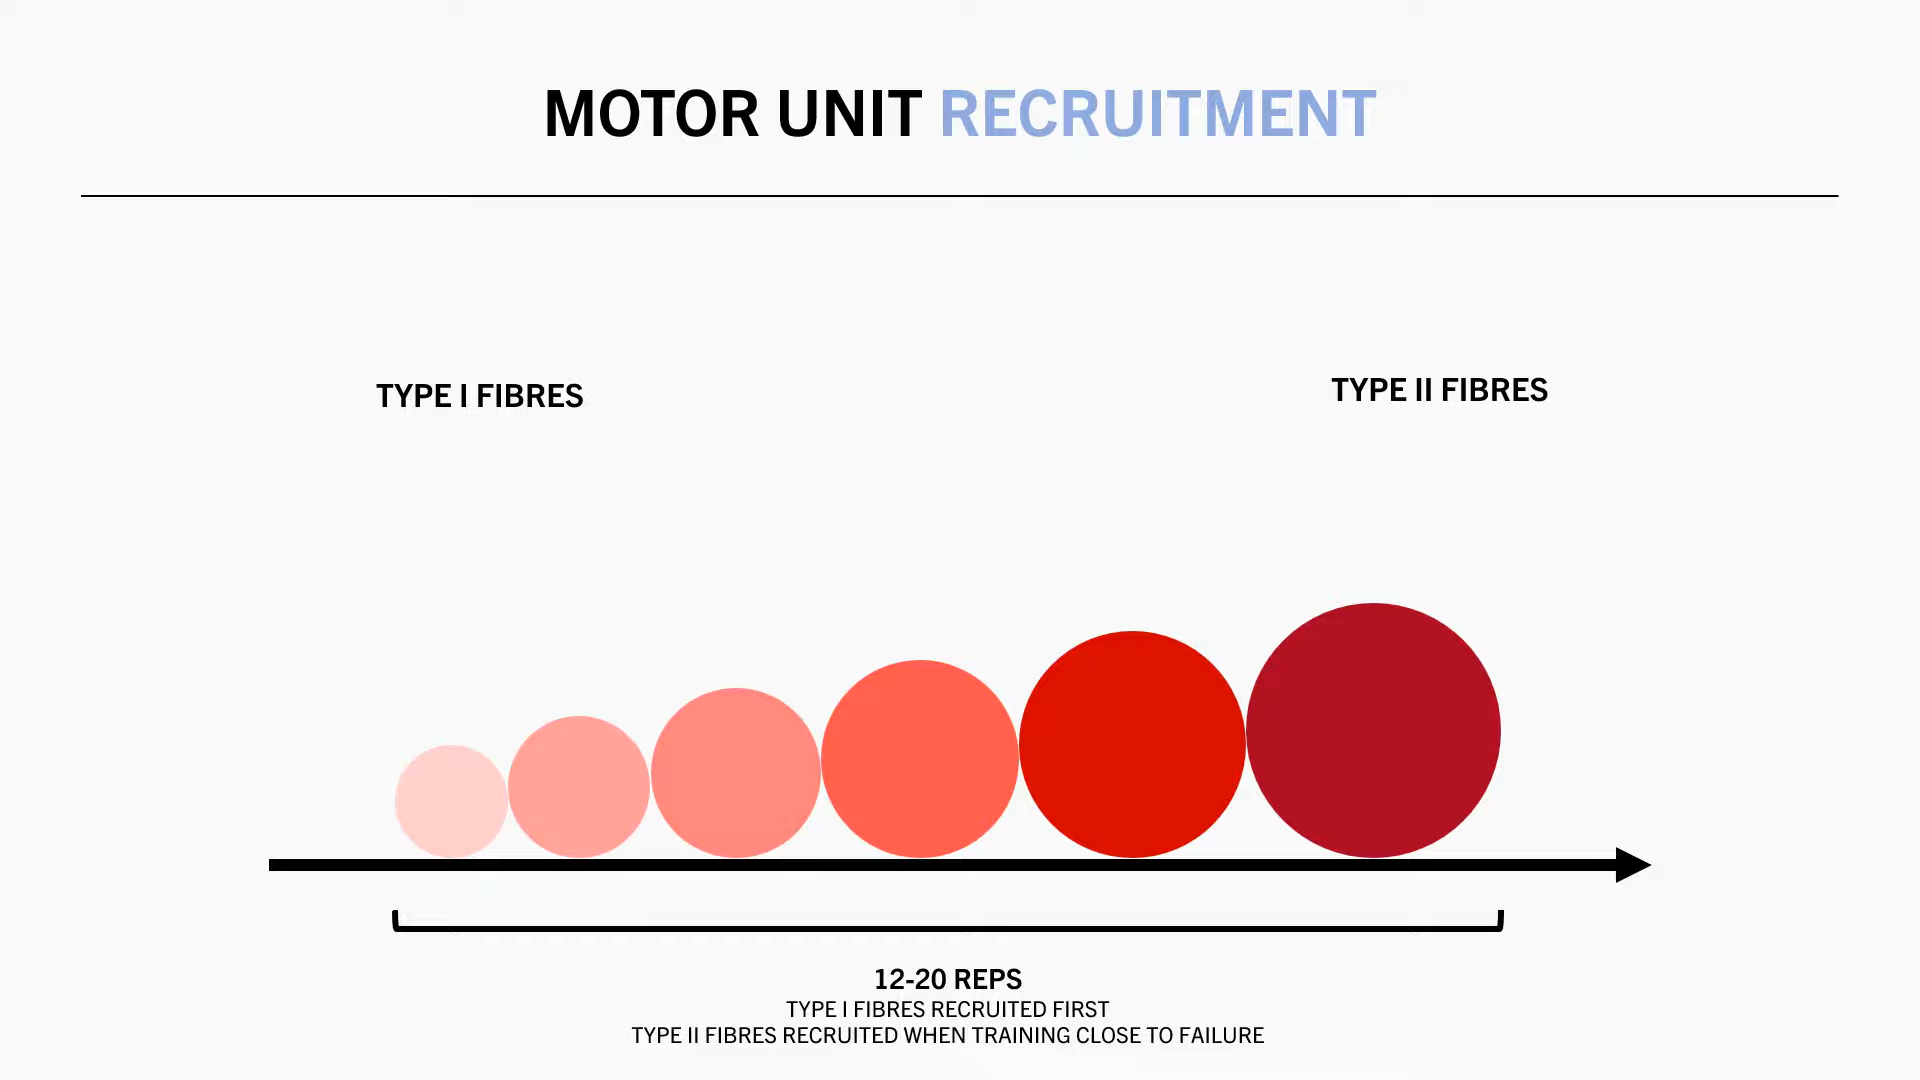 MOTOR UNIT RECRUITMENT
TYPE I FIBRES
TYPE II FIBRES
12-20 REPS
TYPE I FIBRES RECRUITED FIRST
TYPE II FIBRES RECRUITED WHEN TRAINING CLOSE TO FAILURE